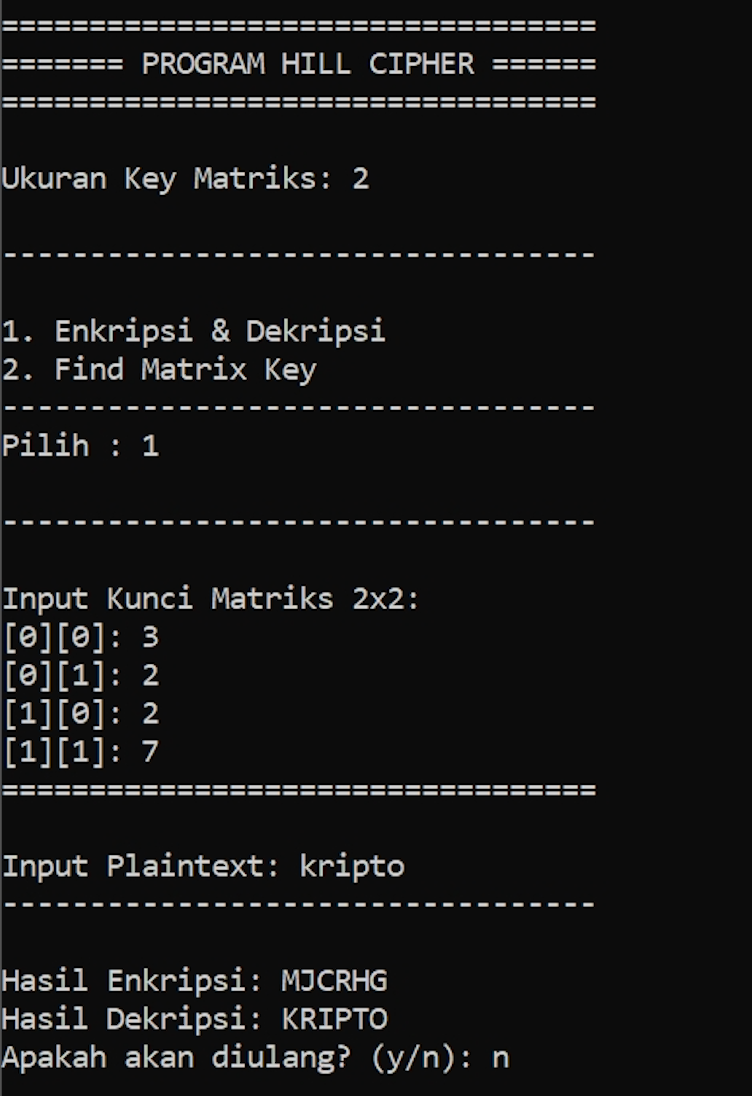 ==================================
======= PROGRAM HILL CIPHER ======
==================================
Ukuran Key Matriks: 2
----------------------------------
1. Enkripsi & Dekripsi
2. Find Matrix Key
----------------------------------
Pilih : 1
----------------------------------
Input Kunci Matriks 2x2:
[0][0]: 3
[0][1]: 2
[1][0]: 2
[1][1]: 7
==================================
Input Plaintext: kripto
----------------------------------
Hasil Enkripsi: MJCRHG
Hasil Dekripsi: KRIPTO
Apakah akan diulang? (y/n): n